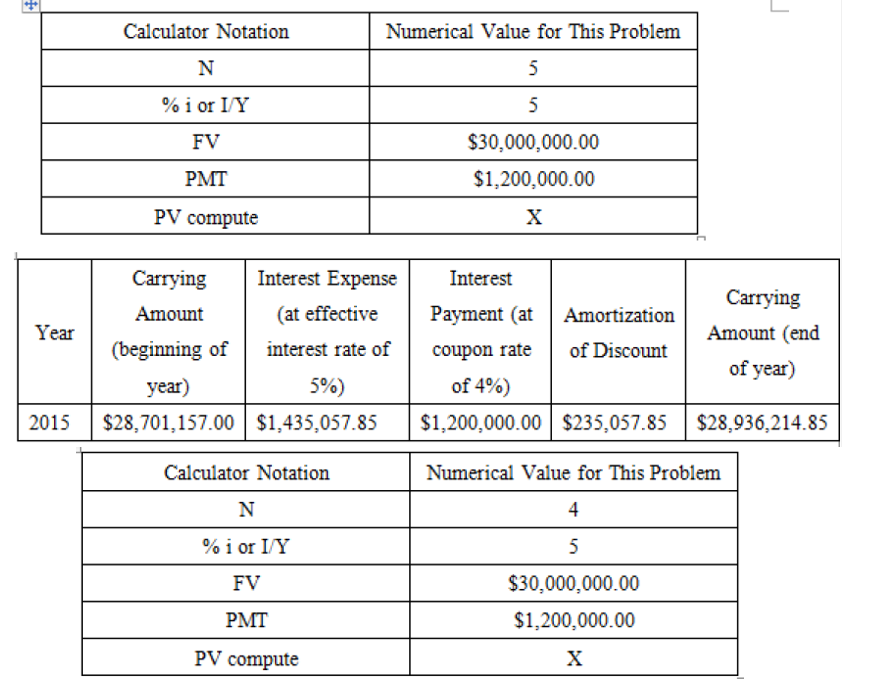 Calculator Notation Numerical Value for This Problem
N 5
% i or I/Y 5
FV $30,000,000.00
PMT $1,200,000.00
PV compute X
Year Carrying Amount (beginning of year) Interest Expense (at effective interest rate of 5%) Interest Payment (at coupon rate of 4%) Amortization of Discount Carrying Amount (end of year)
2015 $28,701,157.00 $1,435,057.85 $1,200,000.00 $235,057.85 $28,936,214.85
Calculator Notation Numerical Value for This Problem
N 4
% i or I/Y 5
FV $30,000,000.00
PMT $1,200,000.00
PV compute X